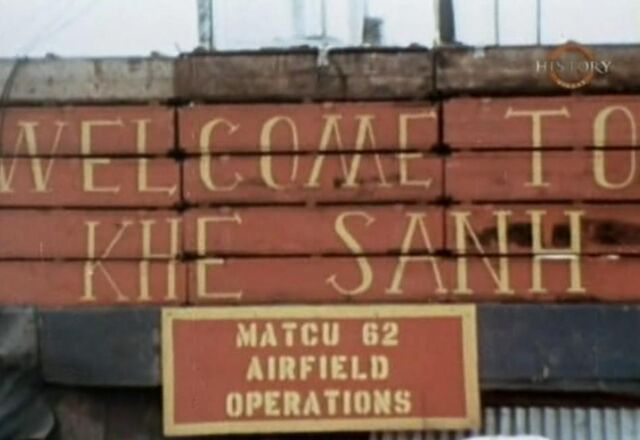 HISTORY
WELCOME TO
KHE SANH
MATCU 62
AIRFIELD
OPERATIONS